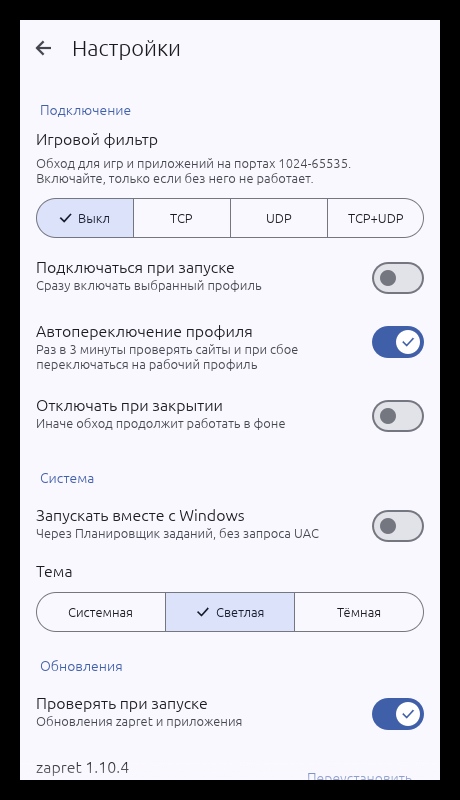 Настройки
Подключение
Игровой фильтр
Обход для игр и приложений на портах 1024-65535.
Включайте, только если без него не работает.
Выкл TCP UDP TCP+UDP
Подключаться при запуске
Сразу включать выбранный профиль
Автопереключение профиля
Раз в 3 минуты проверять сайты и при сбое
переключаться на рабочий профиль
Отключать при закрытии
Иначе обход продолжит работать в фоне
Система
Запускать вместе с Windows
Через Планировщик заданий, без запроса UAC
Тема
Системная Светлая Тёмная
Обновления
Проверять при запуске
Обновления zapret и приложения
zapret 1.10.4
Переустановить